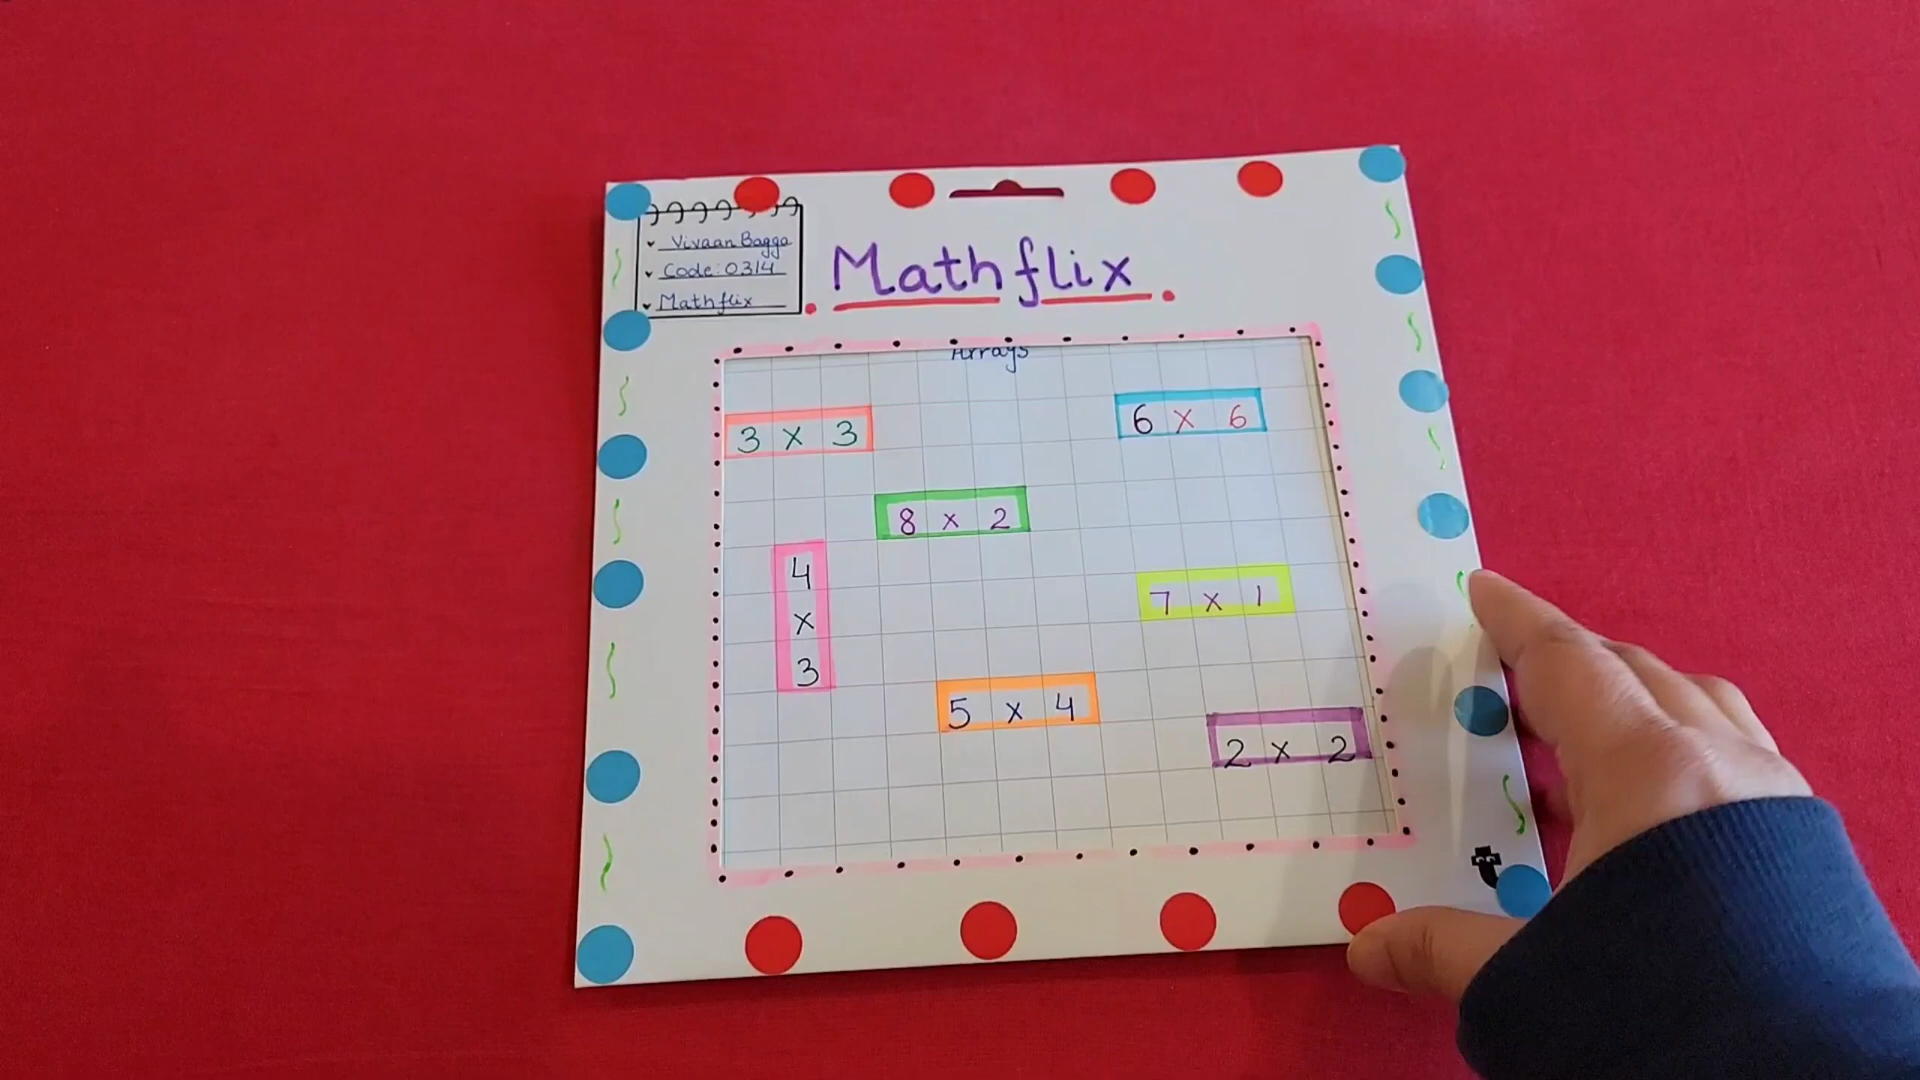 Vivaan Bagga
Code: 0314
Mathflix
Mathflix
Arrays
3 x 3
6 x 6
8 x 2
4
x
3
7 x 1
5 x 4
2 x 2